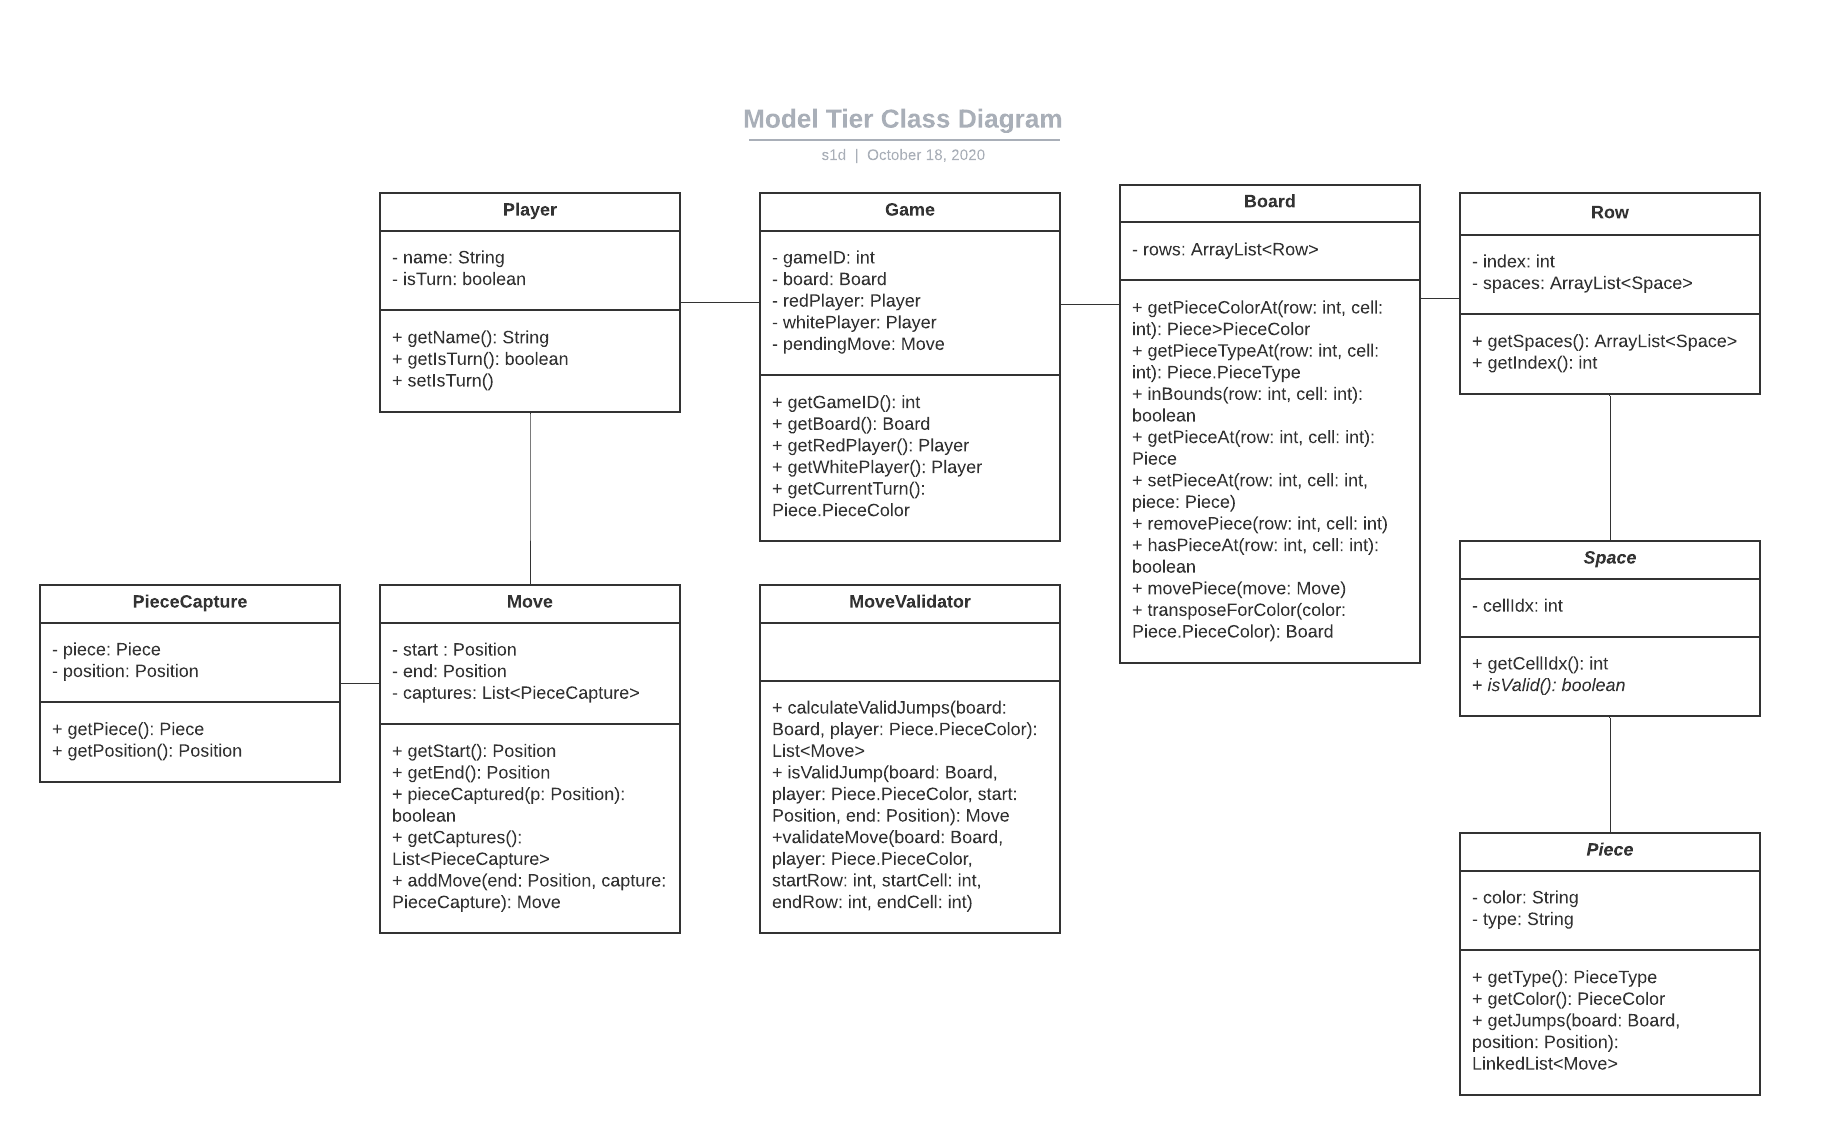 Model Tier Class Diagram
s1d | October 18, 2020
Player
- name: String
- isTurn: boolean
+ getName(): String
+ getIsTurn(): boolean
+ setIsTurn()
Game
- gameID: int
- board: Board
- redPlayer: Player
- whitePlayer: Player
- pendingMove: Move
+ getGameID(): int
+ getBoard(): Board
+ getRedPlayer(): Player
+ getWhitePlayer(): Player
+ getCurrentTurn():
Piece.PieceColor
Board
- rows: ArrayList<Row>
+ getPieceColorAt(row: int, cell:
int): Piece>PieceColor
+ getPieceTypeAt(row: int, cell:
int): Piece.PieceType
+ inBounds(row: int, cell: int):
boolean
+ getPieceAt(row: int, cell: int):
Piece
+ setPieceAt(row: int, cell: int,
piece: Piece)
+ removePiece(row: int, cell: int)
+ hasPieceAt(row: int, cell: int):
boolean
+ movePiece(move: Move)
+ transposeForColor(color:
Piece.PieceColor): Board
Row
- index: int
- spaces: ArrayList<Space>
+ getSpaces(): ArrayList<Space>
+ getIndex(): int
PieceCapture
- piece: Piece
- position: Position
+ getPiece(): Piece
+ getPosition(): Position
Move
- start : Position
- end: Position
- captures: List<PieceCapture>
+ getStart(): Position
+ getEnd(): Position
+ pieceCaptured(p: Position):
boolean
+ getCaptures():
List<PieceCapture>
+ addMove(end: Position, capture:
PieceCapture): Move
MoveValidator
+ calculateValidJumps(board:
Board, player: Piece.PieceColor):
List<Move>
+ isValidJump(board: Board,
player: Piece.PieceColor, start:
Position, end: Position): Move
+validateMove(board: Board,
player: Piece.PieceColor,
startRow: int, startCell: int,
endRow: int, endCell: int)
Space
- cellIdx: int
+ getCellIdx(): int
+ isValid(): boolean
Piece
- color: String
- type: String
+ getType(): PieceType
+ getColor(): PieceColor
+ getJumps(board: Board,
position: Position):
LinkedList<Move>